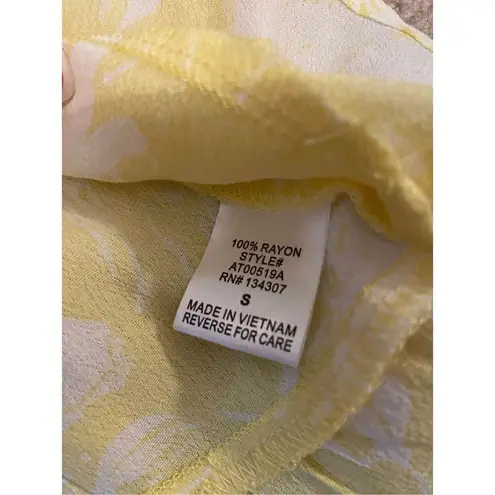 100% RAYON
STYLE#
AT00519A
RN# 134307
S
MADE IN VIETNAM
REVERSE FOR CARE